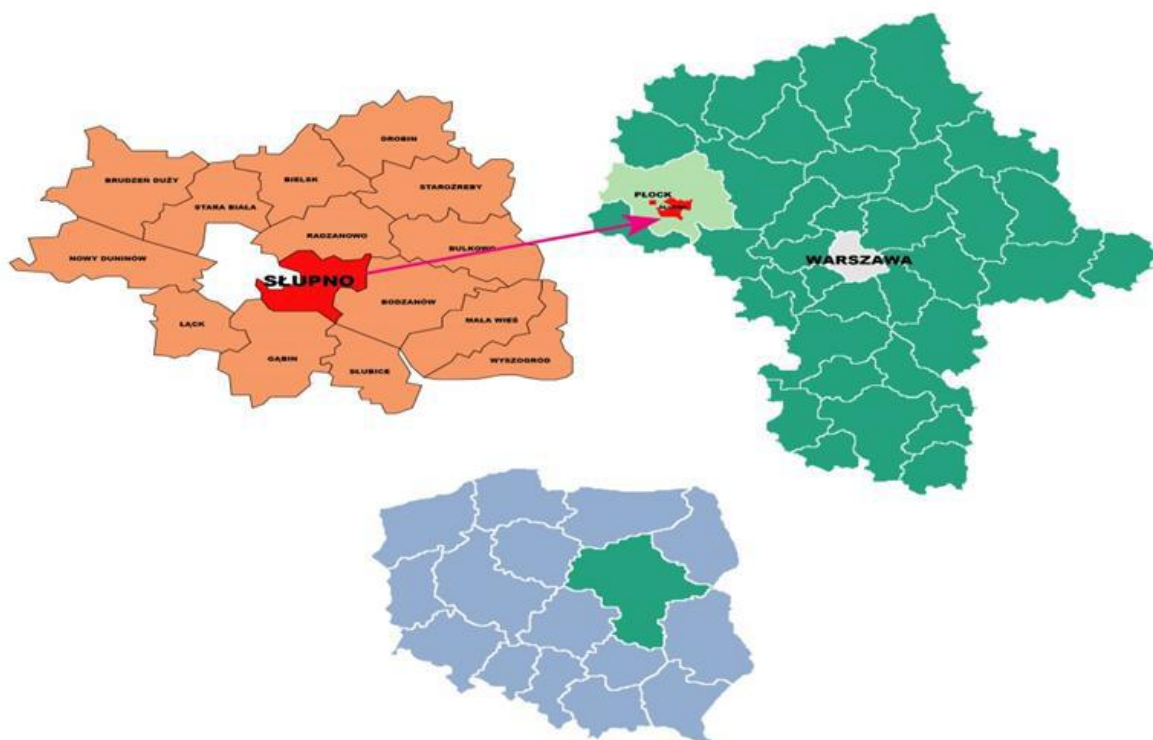 DROBIN
BRUDZEŃ DUŻY
BIELSK
STAROŹREBY
STARA BIAŁA
RADZANOWO
BULKOWO
NOWY DUNINÓW
SŁUPNO
BODZANÓW
ŁĄCK
MAŁA WIEŚ
GĄBIN
WYSZOGRÓD
SŁUBICE
PŁOCK
WARSZAWA